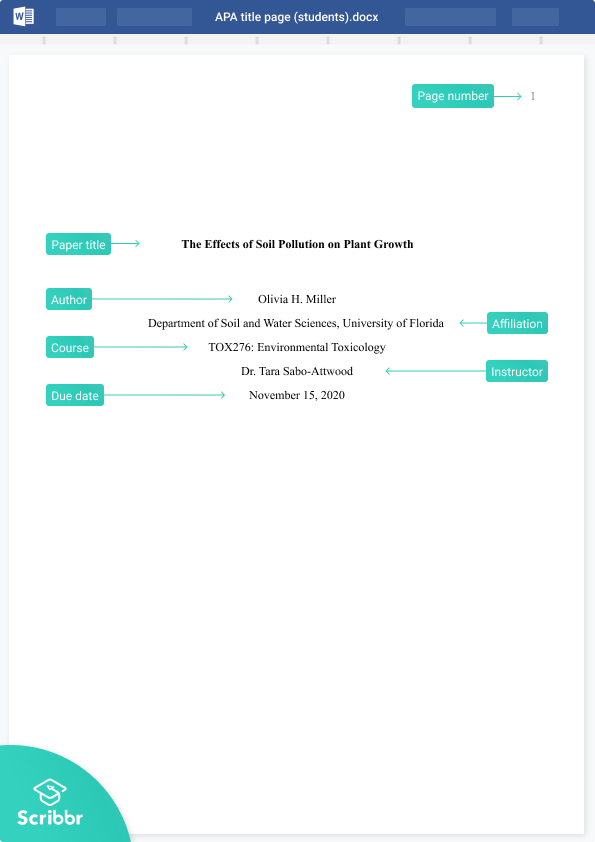 W APA title page (students).docx
Page number 1
Paper title The Effects of Soil Pollution on Plant Growth
Author Olivia H. Miller
Department of Soil and Water Sciences, University of Florida Affiliation
Course TOX276: Environmental Toxicology
Dr. Tara Sabo-Attwood Instructor
Due date November 15, 2020
Scribbr